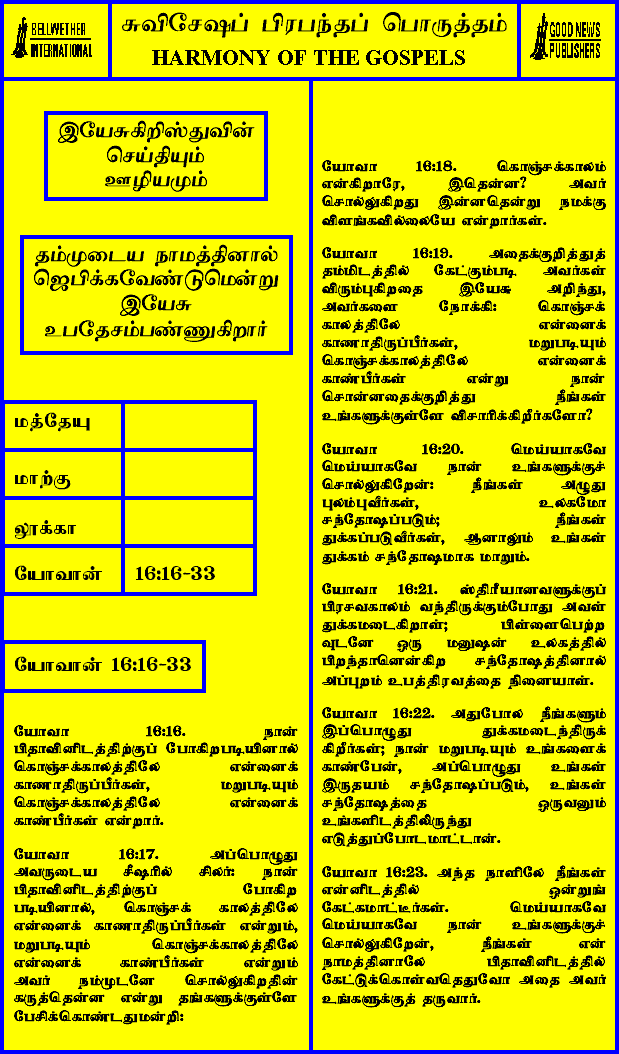 BELLWETHER
INTERNATIONAL
சுவிசேஷப் பிரபந்தப் பொருத்தம்
HARMONY OF THE GOSPELS
GOOD NEWS
PUBLISHERS
இயேசுகிறிஸ்துவின்
செய்தியும்
ஊழியமும்
தம்முடைய நாமத்தினால்
ஜெபிக்கவேண்டுமென்று
இயேசு
உபதேசம்பண்ணுகிறார்
மத்தேயு
மாற்கு
லூக்கா
யோவான் 16:16-33
யோவான் 16:16-33
யோவா 16:16. நான்
பிதாவினிடத்திற்குப் போகிறபடியினால்
கொஞ்சக்காலத்திலே என்னைக்
காணாதிருப்பீர்கள், மறுபடியும்
கொஞ்சக்காலத்திலே என்னைக்
காண்பீர்கள் என்றார்.
யோவா 16:17. அப்பொழுது
அவருடைய சீஷரில் சிலர்: நான்
பிதாவினிடத்திற்குப் போகிற
படியினால், கொஞ்சக் காலத்திலே
என்னைக் காணாதிருப்பீர்கள் என்றும்,
மறுபடியும் கொஞ்சக்காலத்திலே
என்னைக் காண்பீர்கள் என்றும்
அவர் நம்முடனே சொல்லுகிறதின்
கருத்தென்ன என்று தங்களுக்குள்ளே
பேசிக்கொண்டதுமன்றி:
யோவா 16:18. கொஞ்சக்காலம்
என்கிறாரே, இதென்ன? அவர்
சொல்லுகிறது இன்னதென்று நமக்கு
விளங்கவில்லையே என்றார்கள்.
யோவா 16:19. அதைக்குறித்துத்
தம்மிடத்தில் கேட்கும்படி அவர்கள்
விரும்புகிறதை இயேசு அறிந்து,
அவர்களை நோக்கி: கொஞ்சக்
காலத்திலே என்னைக்
காணாதிருப்பீர்கள், மறுபடியும்
கொஞ்சக்காலத்திலே என்னைக்
காண்பீர்கள் என்று நான்
சொன்னதைக்குறித்து நீங்கள்
உங்களுக்குள்ளே விசாரிக்கிறீர்களோ?
யோவா 16:20. மெய்யாகவே
மெய்யாகவே நான் உங்களுக்குச்
சொல்லுகிறேன்: நீங்கள் அழுது
புலம்புவீர்கள், உலகமோ
சந்தோஷப்படும்; நீங்கள்
துக்கப்படுவீர்கள், ஆனாலும் உங்கள்
துக்கம் சந்தோஷமாக மாறும்.
யோவா 16:21. ஸ்திரீயானவளுக்குப்
பிரசவகாலம் வந்திருக்கும்போது அவள்
துக்கமடைகிறாள்; பிள்ளைபெற்ற
வுடனே ஒரு மனுஷன் உலகத்தில்
பிறந்தானென்கிற சந்தோஷத்தினால்
அப்புறம் உபத்திரவத்தை நினையாள்.
யோவா 16:22. அதுபோல நீங்களும்
இப்பொழுது துக்கமடைந்திருக்
கிறீர்கள்; நான் மறுபடியும் உங்களைக்
காண்பேன், அப்பொழுது உங்கள்
இருதயம் சந்தோஷப்படும், உங்கள்
சந்தோஷத்தை ஒருவனும்
உங்களிடத்திலிருந்து
எடுத்துப்போடமாட்டான்.
யோவா 16:23. அந்த நாளிலே நீங்கள்
என்னிடத்தில் ஒன்றுங்
கேட்கமாட்டீர்கள். மெய்யாகவே
மெய்யாகவே நான் உங்களுக்குச்
சொல்லுகிறேன், நீங்கள் என்
நாமத்தினாலே பிதாவினிடத்தில்
கேட்டுக்கொள்வதெதுவோ அதை அவர்
உங்களுக்குத் தருவார்.